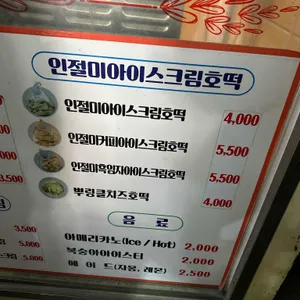 인절미아이스크림호떡
인절미아이스크림호떡 4,000
인절미커피아이스크림호떡 5,500
인절미흑임자아이스크림호떡 5,500
뿌링클치즈호떡 4,000
음료
아메리카노(Ice / Hot) 2,000
복숭아아이스티 2,000
에이드(자몽, 레몬) 2,500
3,500